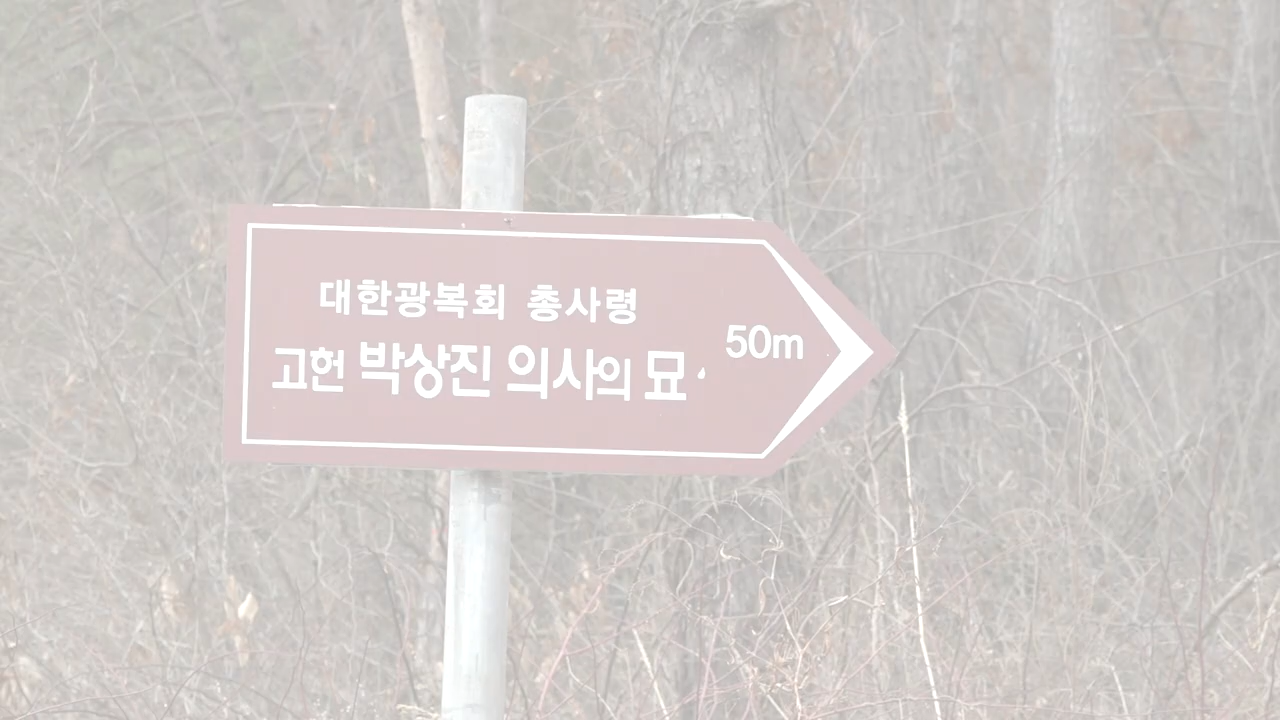 대한광복회 총사령
고헌 박상진 의사의 묘
50m